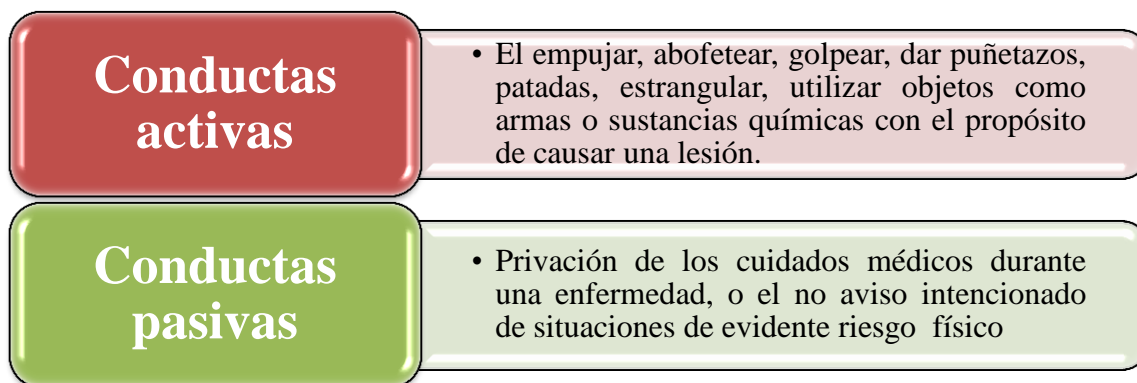 Conductas
activas
• El empujar, abofetear, golpear, dar puñetazos,
patadas, estrangular, utilizar objetos como
armas o sustancias químicas con el propósito
de causar una lesión.
Conductas
pasivas
• Privación de los cuidados médicos durante
una enfermedad, o el no aviso intencionado
de situaciones de evidente riesgo físico